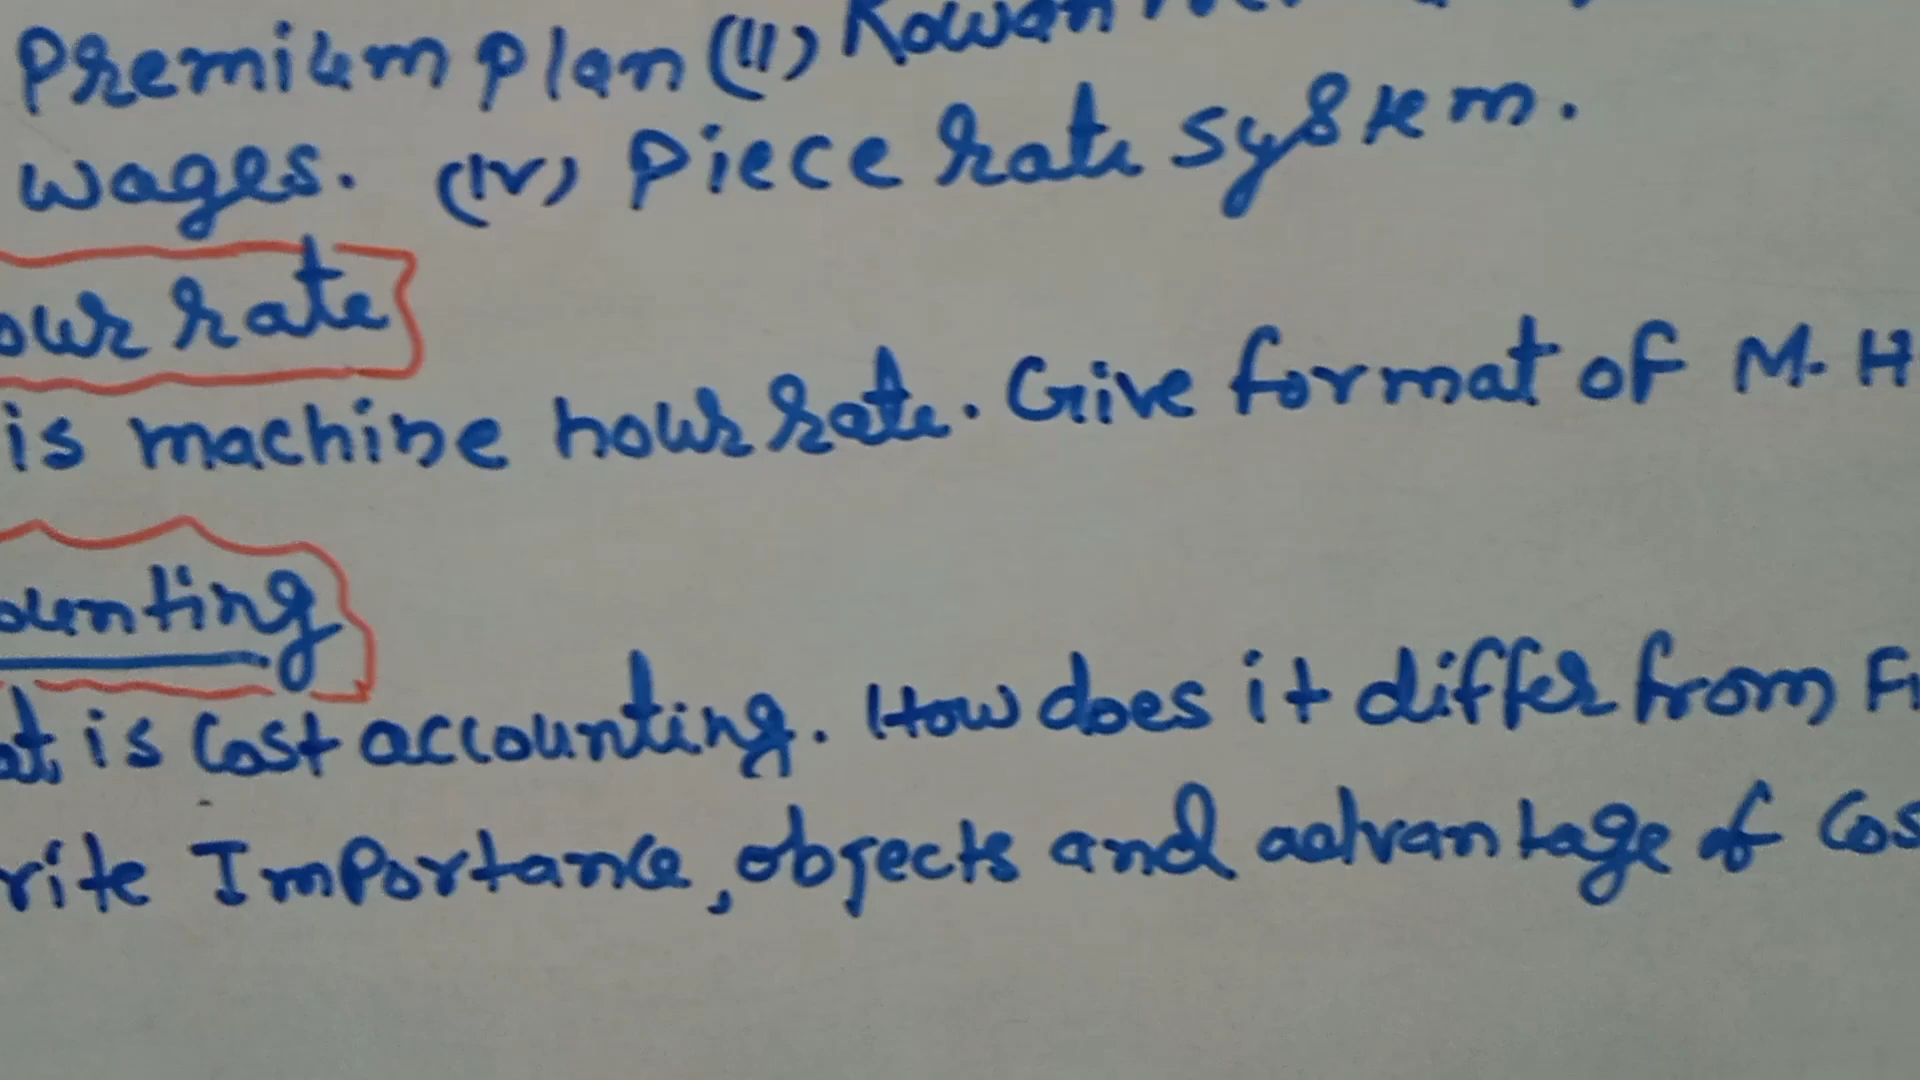 Premium plan (II) Rowan
wages. (IV) Piece rate system.
our rate
is machine hour rate. Give format of M. H
ounting
at is Cost accounting. How does it differ from Fi
rite Importance, objects and advantage of Cos